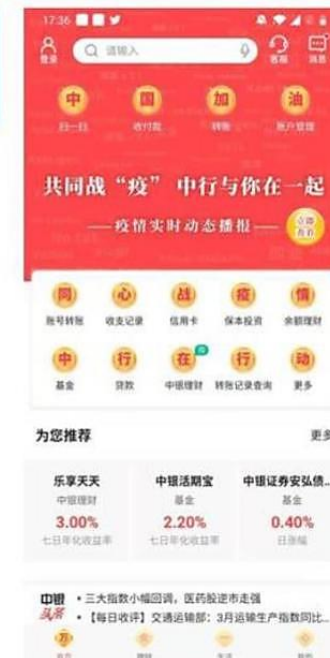 17:36
登录
请输入
客服
消息
中 国 加 油
扫一扫 收付款 转账 账户管理
共同战“疫” 中行与你在一起
疫情实时动态播报
立即查看
同 心 战 疫 情
账号转账 收支记录 信用卡 保本投资 余额理财
中 行 在 行 动
基金 贷款 中银理财 转账记录查询 更多
为您推荐 更多
乐享天天 中银活期宝 中银证券安弘债...
中银理财 基金 基金
3.00% 2.20% 0.40%
七日年化收益率 七日年化收益率 日涨幅
中银头条
• 三大指数小幅回调，医药股逆市走强
• 【每日收评】交通运输部：3月运输生产指数同比...